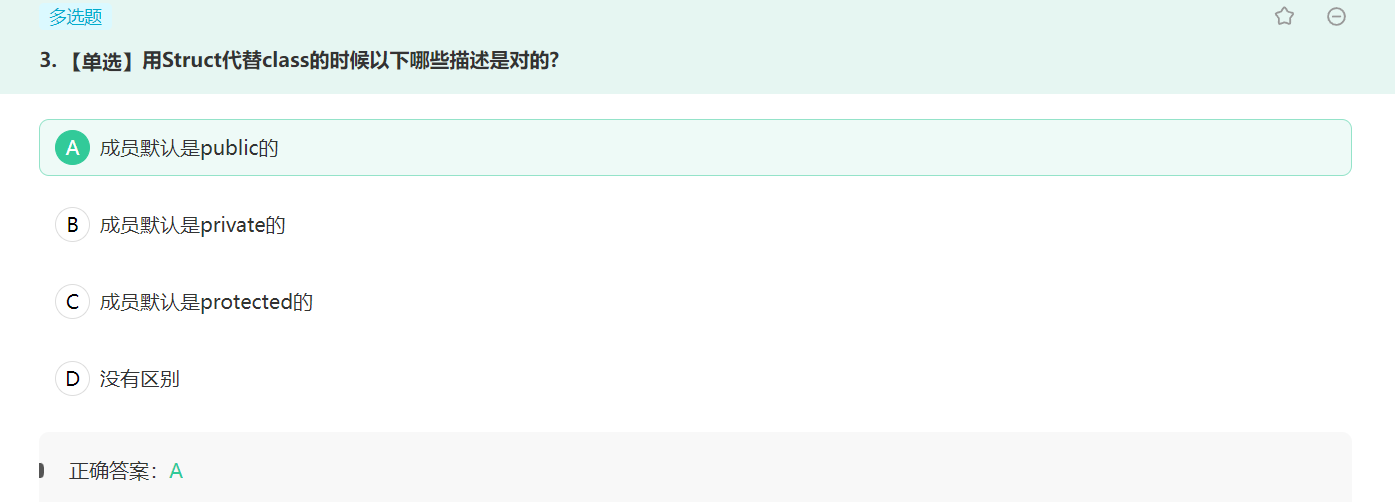 多选题
3. 【单选】用Struct代替class的时候以下哪些描述是对的?
A 成员默认是public的
B 成员默认是private的
C 成员默认是protected的
D 没有区别
正确答案：A